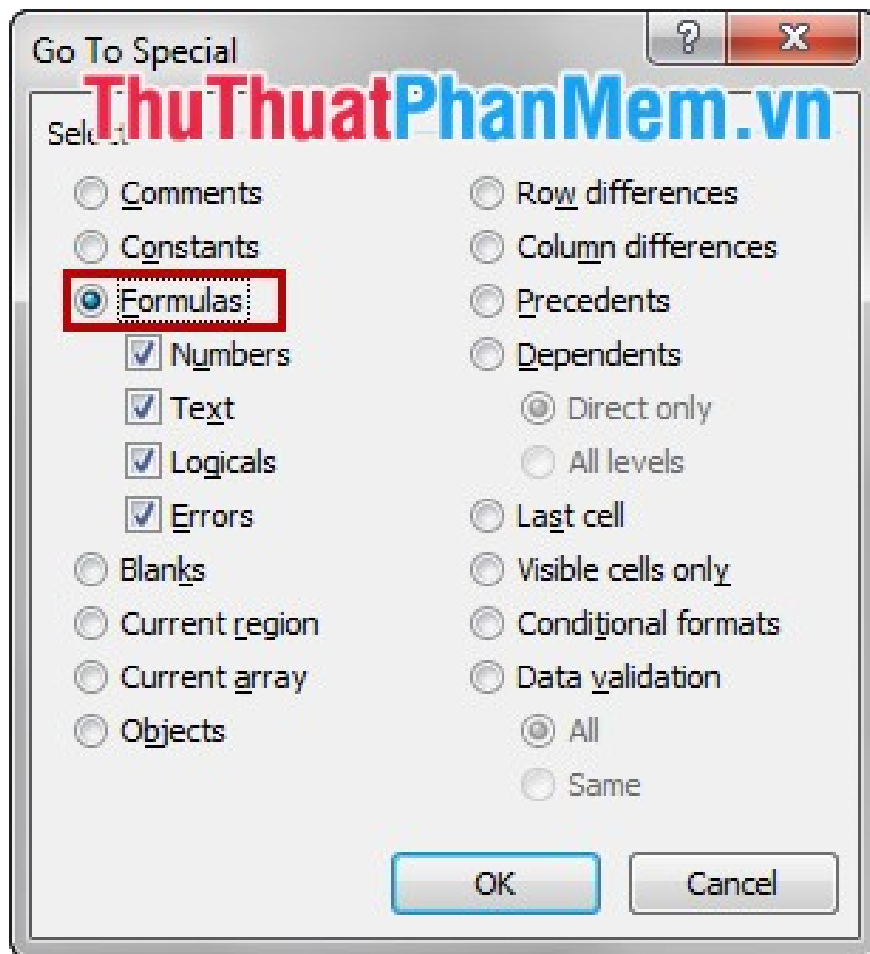 Go To Special
ThuThuatPhanMem.vn
Select
Comments
Constants
Formulas
Numbers
Text
Logicals
Errors
Blanks
Current region
Current array
Objects
Row differences
Column differences
Precedents
Dependents
Direct only
All levels
Last cell
Visible cells only
Conditional formats
Data validation
All
Same
OK
Cancel